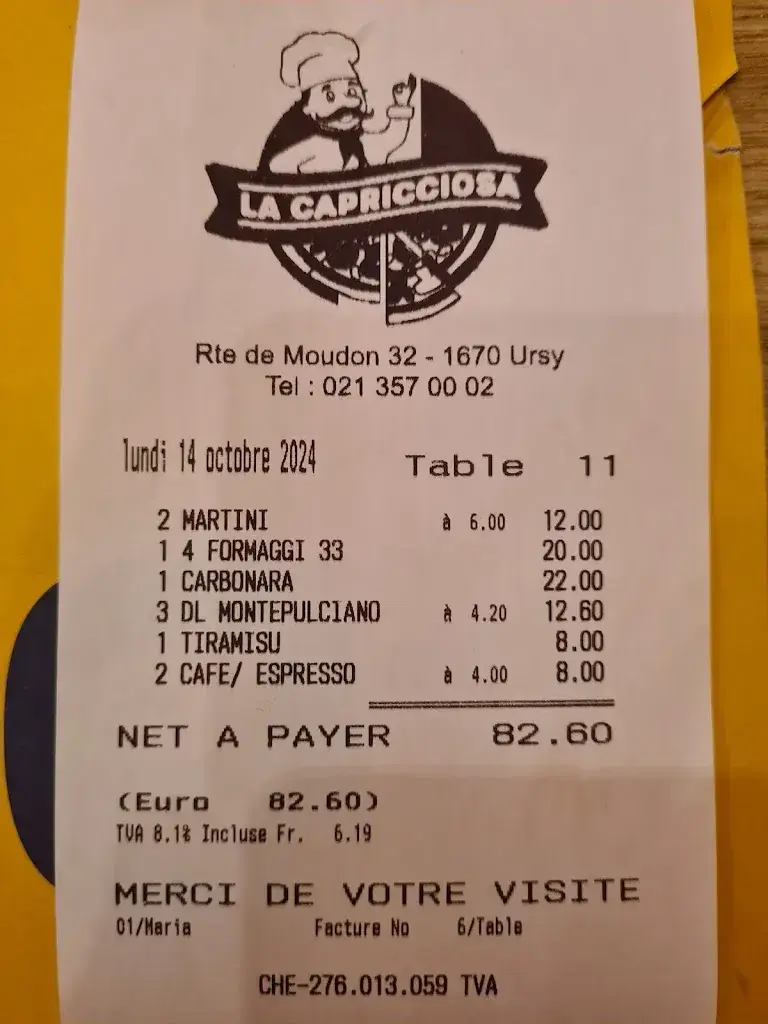 LA CAPRICCIOSA
Rte de Moudon 32 - 1670 Ursy
Tel : 021 357 00 02
lundi 14 octobre 2024 Table 11
2 MARTINI à 6.00 12.00
1 4 FORMAGGI 33 20.00
1 CARBONARA 22.00
3 DL MONTEPULCIANO à 4.20 12.60
1 TIRAMISU 8.00
2 CAFE/ ESPRESSO à 4.00 8.00
NET A PAYER 82.60
(Euro 82.60)
TVA 8.1% Incluse Fr. 6.19
MERCI DE VOTRE VISITE
01/Maria Facture No 6/Table
CHE-276.013.059 TVA